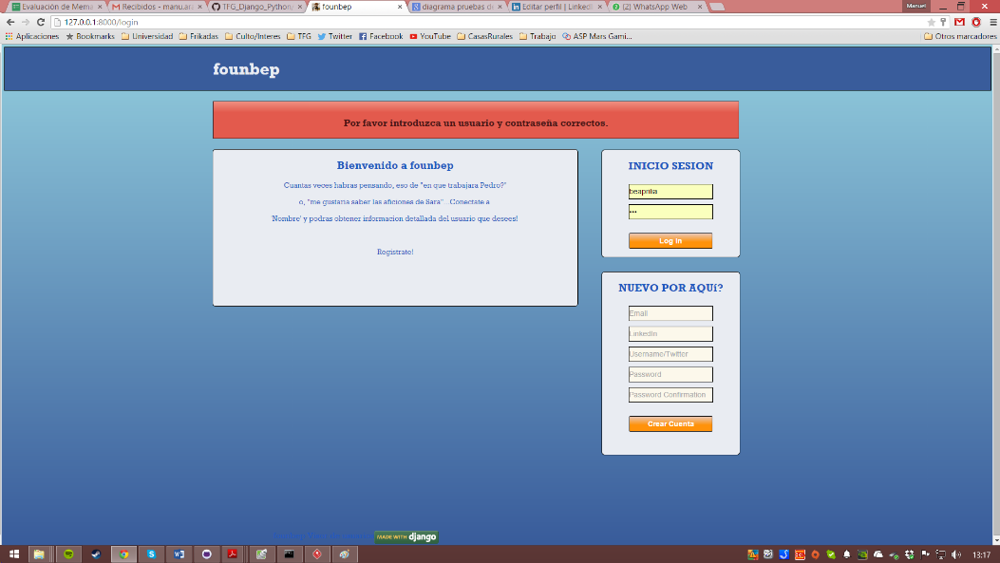 Evaluación de Mema
Recibidos - manu.ari
TFG_Django_Python/
founbep
diagrama pruebas de
Editar perfil | LinkedI
(2) WhatsApp Web
Manuel
127.0.0.1:8000/login
Aplicaciones
Bookmarks
Universidad
Frikadas
Culto/Interes
TFG
Twitter
Facebook
YouTube
CasasRurales
Trabajo
ASP Mars Gami...
Otros marcadores
founbep
Por favor introduzca un usuario y contraseña correctos.
Bienvenido a founbep
Cuantas veces habras pensando, eso de "en que trabajara Pedro?"
o, "me gustaria saber las aficiones de Sara"...Conectate a
'Nombre' y podras obtener informacion detallada del usuario que desees!
Registrate!
INICIO SESION
beaprilia
•••
Log In
NUEVO POR AQUí?
Email
LinkedIn
Username/Twitter
Password
Password Confirmation
Crear Cuenta
MADE WITH django
13:17